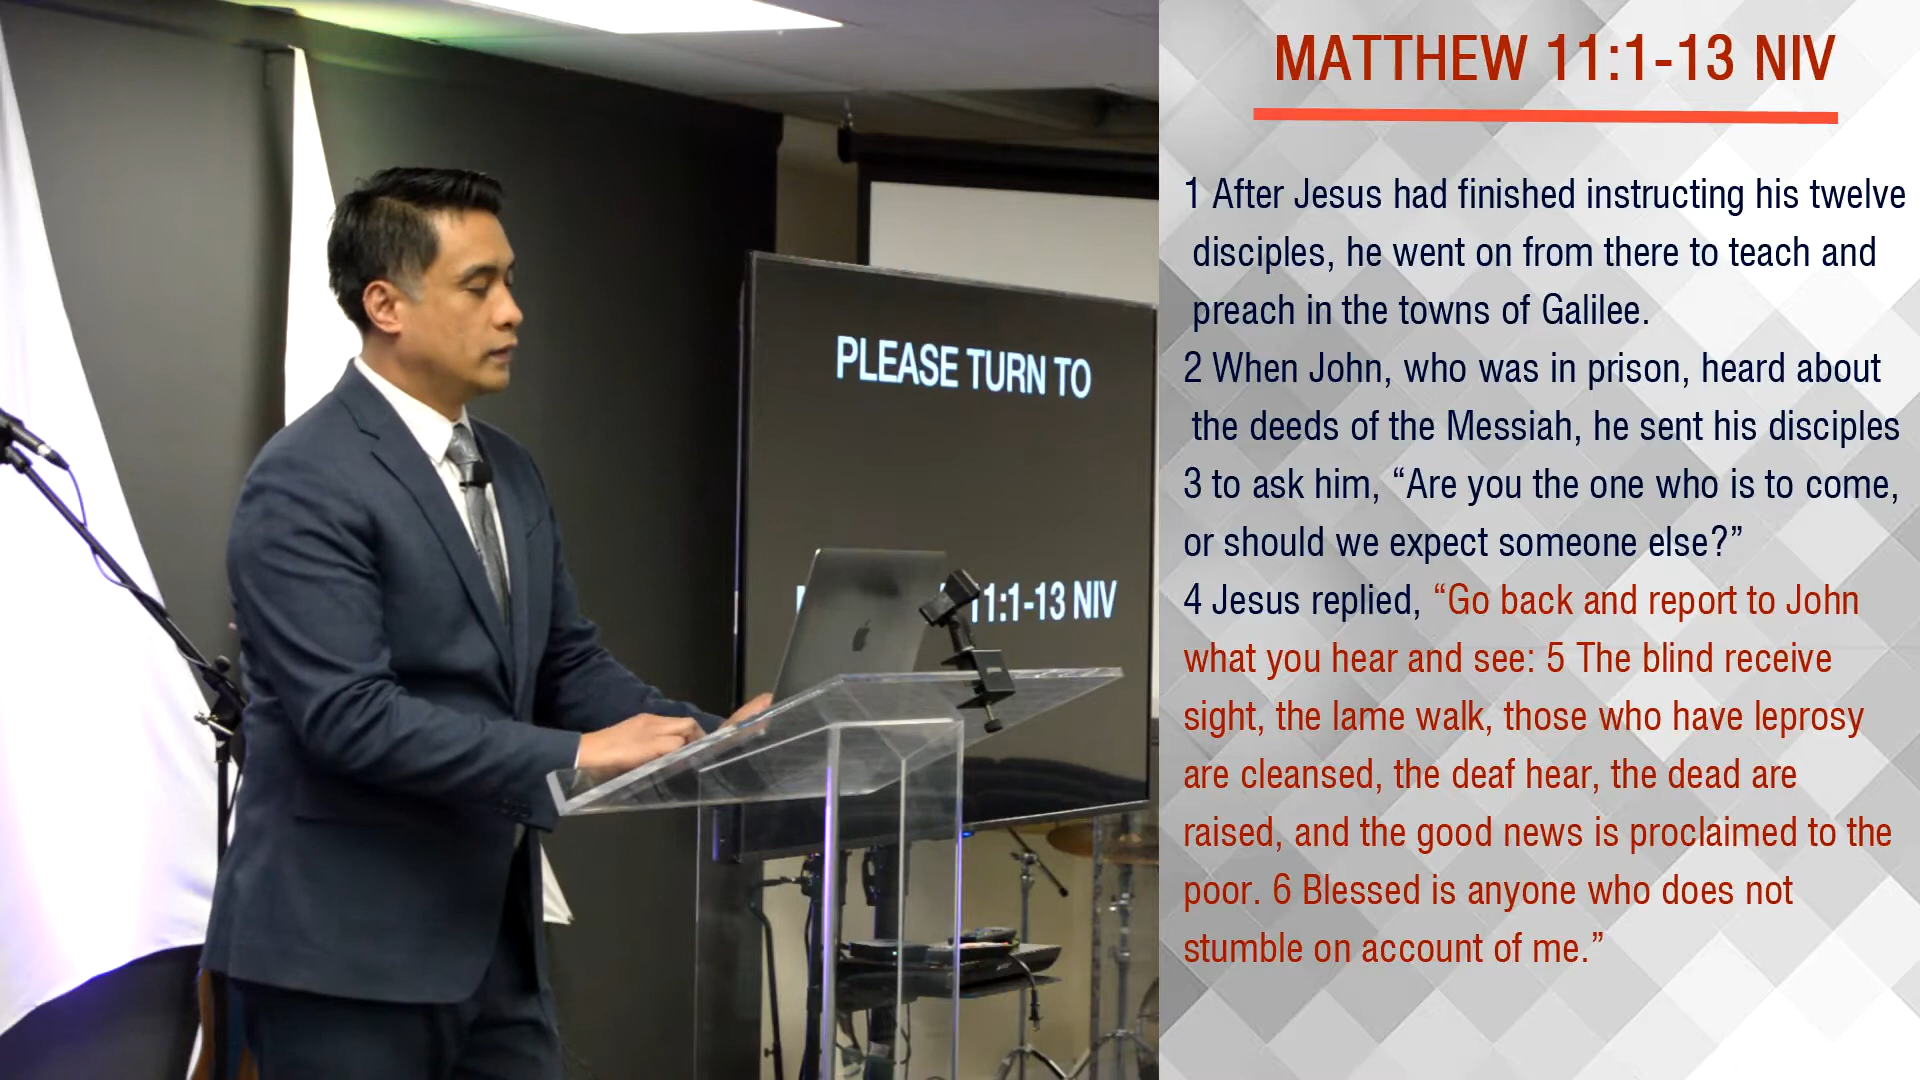 PLEASE TURN TO
11:1-13 NIV
MATTHEW 11:1-13 NIV
1 After Jesus had finished instructing his twelve
disciples, he went on from there to teach and
preach in the towns of Galilee.
2 When John, who was in prison, heard about
the deeds of the Messiah, he sent his disciples
3 to ask him, “Are you the one who is to come,
or should we expect someone else?”
4 Jesus replied, “Go back and report to John
what you hear and see: 5 The blind receive
sight, the lame walk, those who have leprosy
are cleansed, the deaf hear, the dead are
raised, and the good news is proclaimed to the
poor. 6 Blessed is anyone who does not
stumble on account of me.”